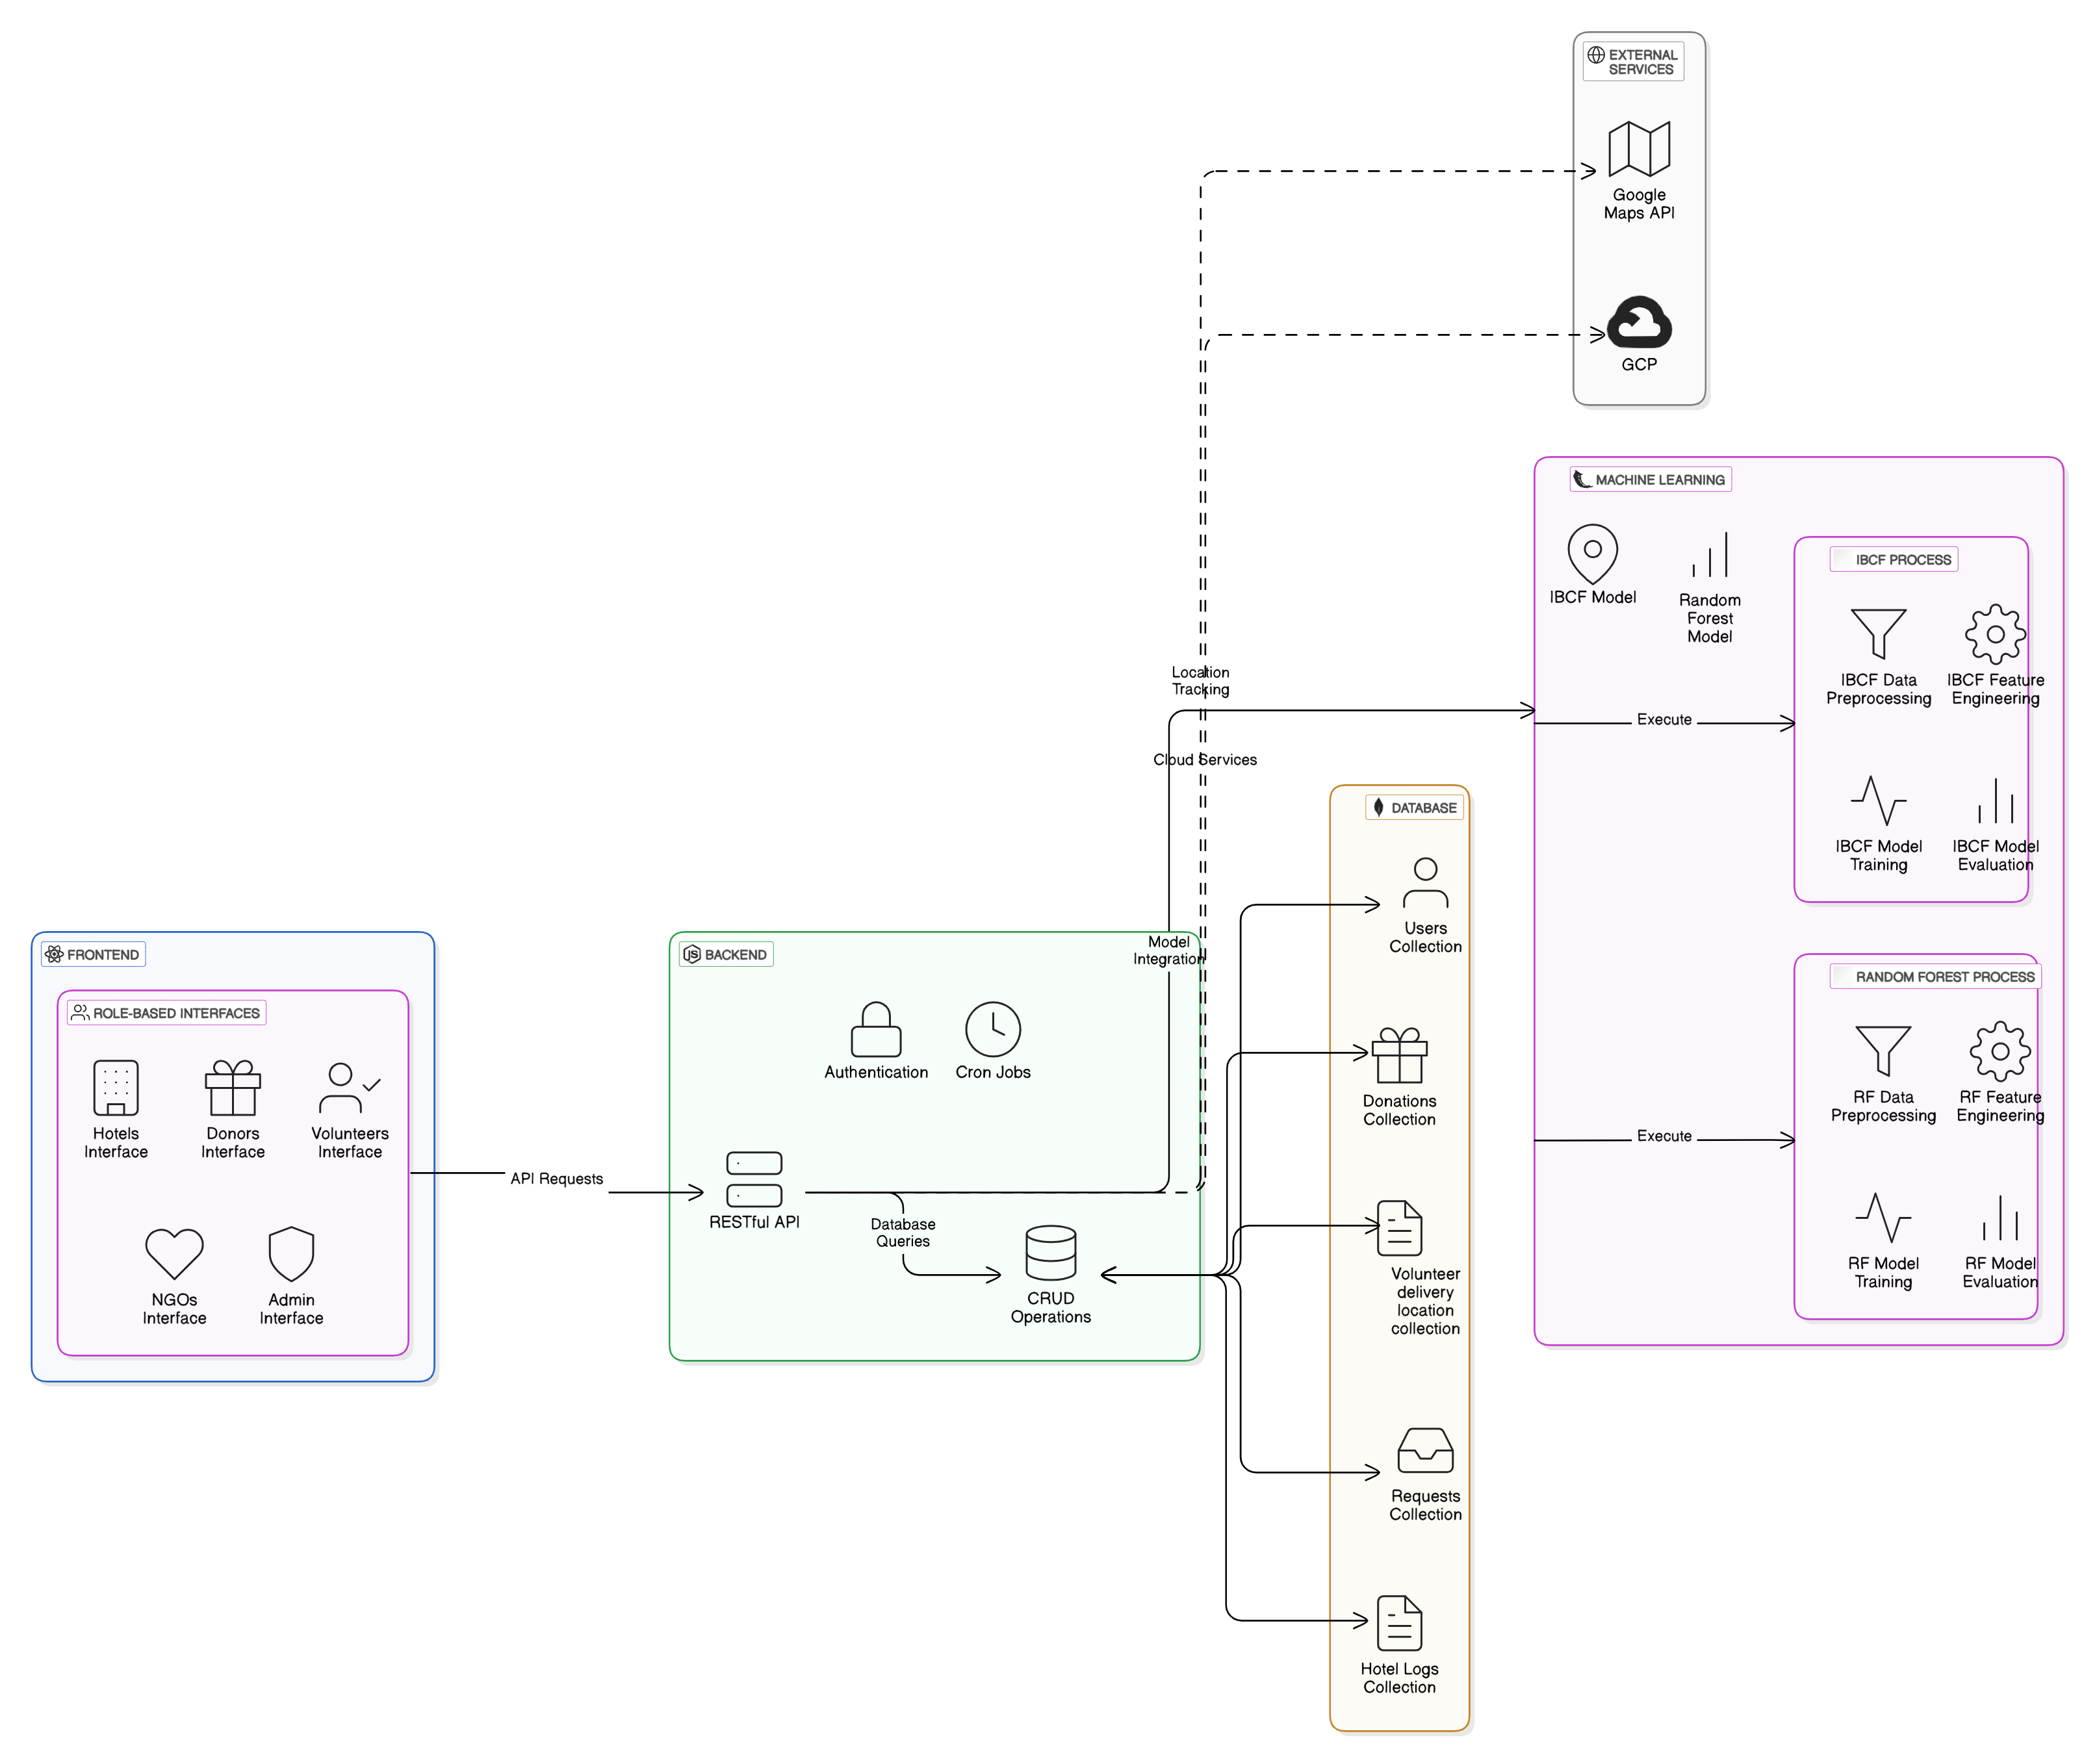 EXTERNAL
SERVICES
Google
Maps API
GCP
MACHINE LEARNING
IBCF Model
Random
Forest
Model
IBCF PROCESS
IBCF Data
Preprocessing
IBCF Feature
Engineering
IBCF Model
Training
IBCF Model
Evaluation
Execute
Location
Tracking
Cloud Services
DATABASE
Users
Collection
Donations
Collection
Volunteer
delivery
location
collection
Requests
Collection
Hotel Logs
Collection
RANDOM FOREST PROCESS
RF Data
Preprocessing
RF Feature
Engineering
RF Model
Training
RF Model
Evaluation
Execute
FRONTEND
ROLE-BASED INTERFACES
Hotels
Interface
Donors
Interface
Volunteers
Interface
NGOs
Interface
Admin
Interface
API Requests
JS BACKEND
Model
Integration
Authentication
Cron Jobs
RESTful API
Database
Queries
CRUD
Operations